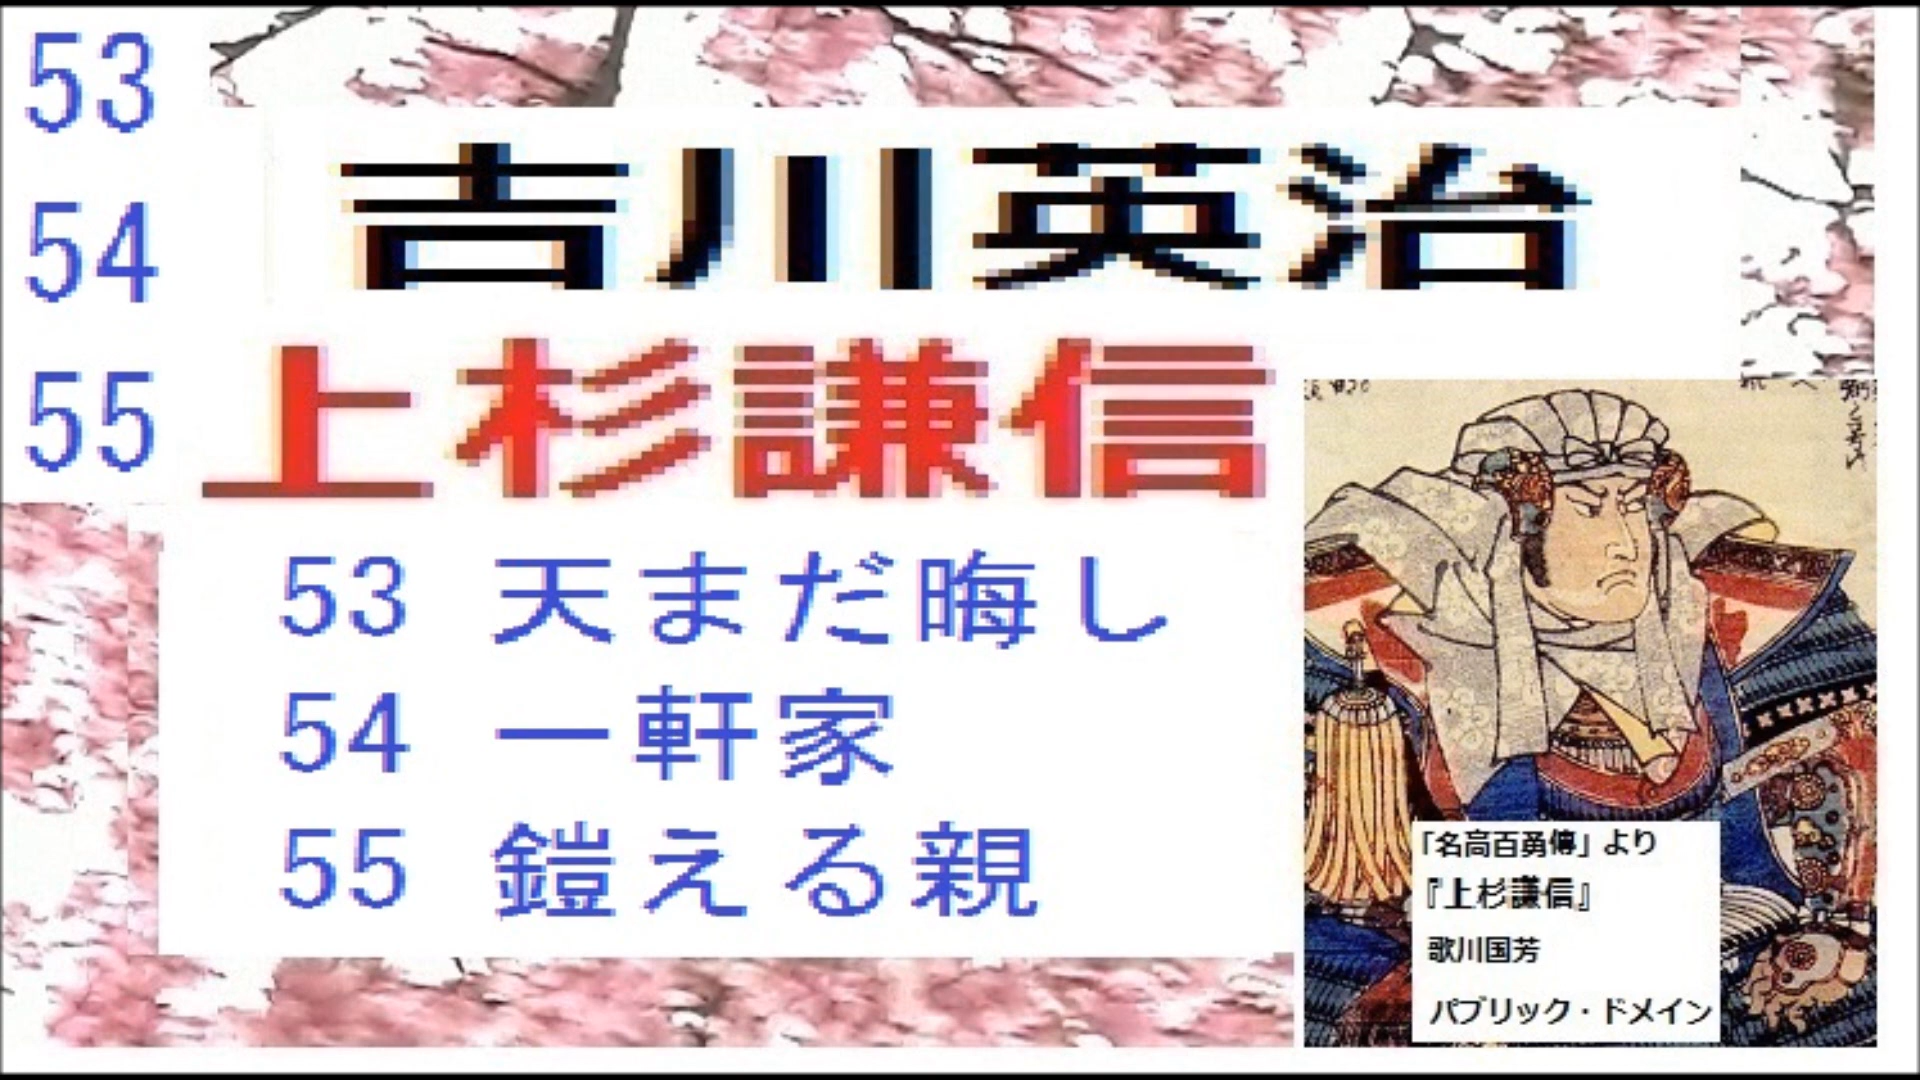 53
54
55
吉川英治
上杉謙信
53 天まだ晦し
54 一軒家
55 鎧える親
「名高百勇傳」より
『上杉謙信』
歌川国芳
パブリック・ドメイン